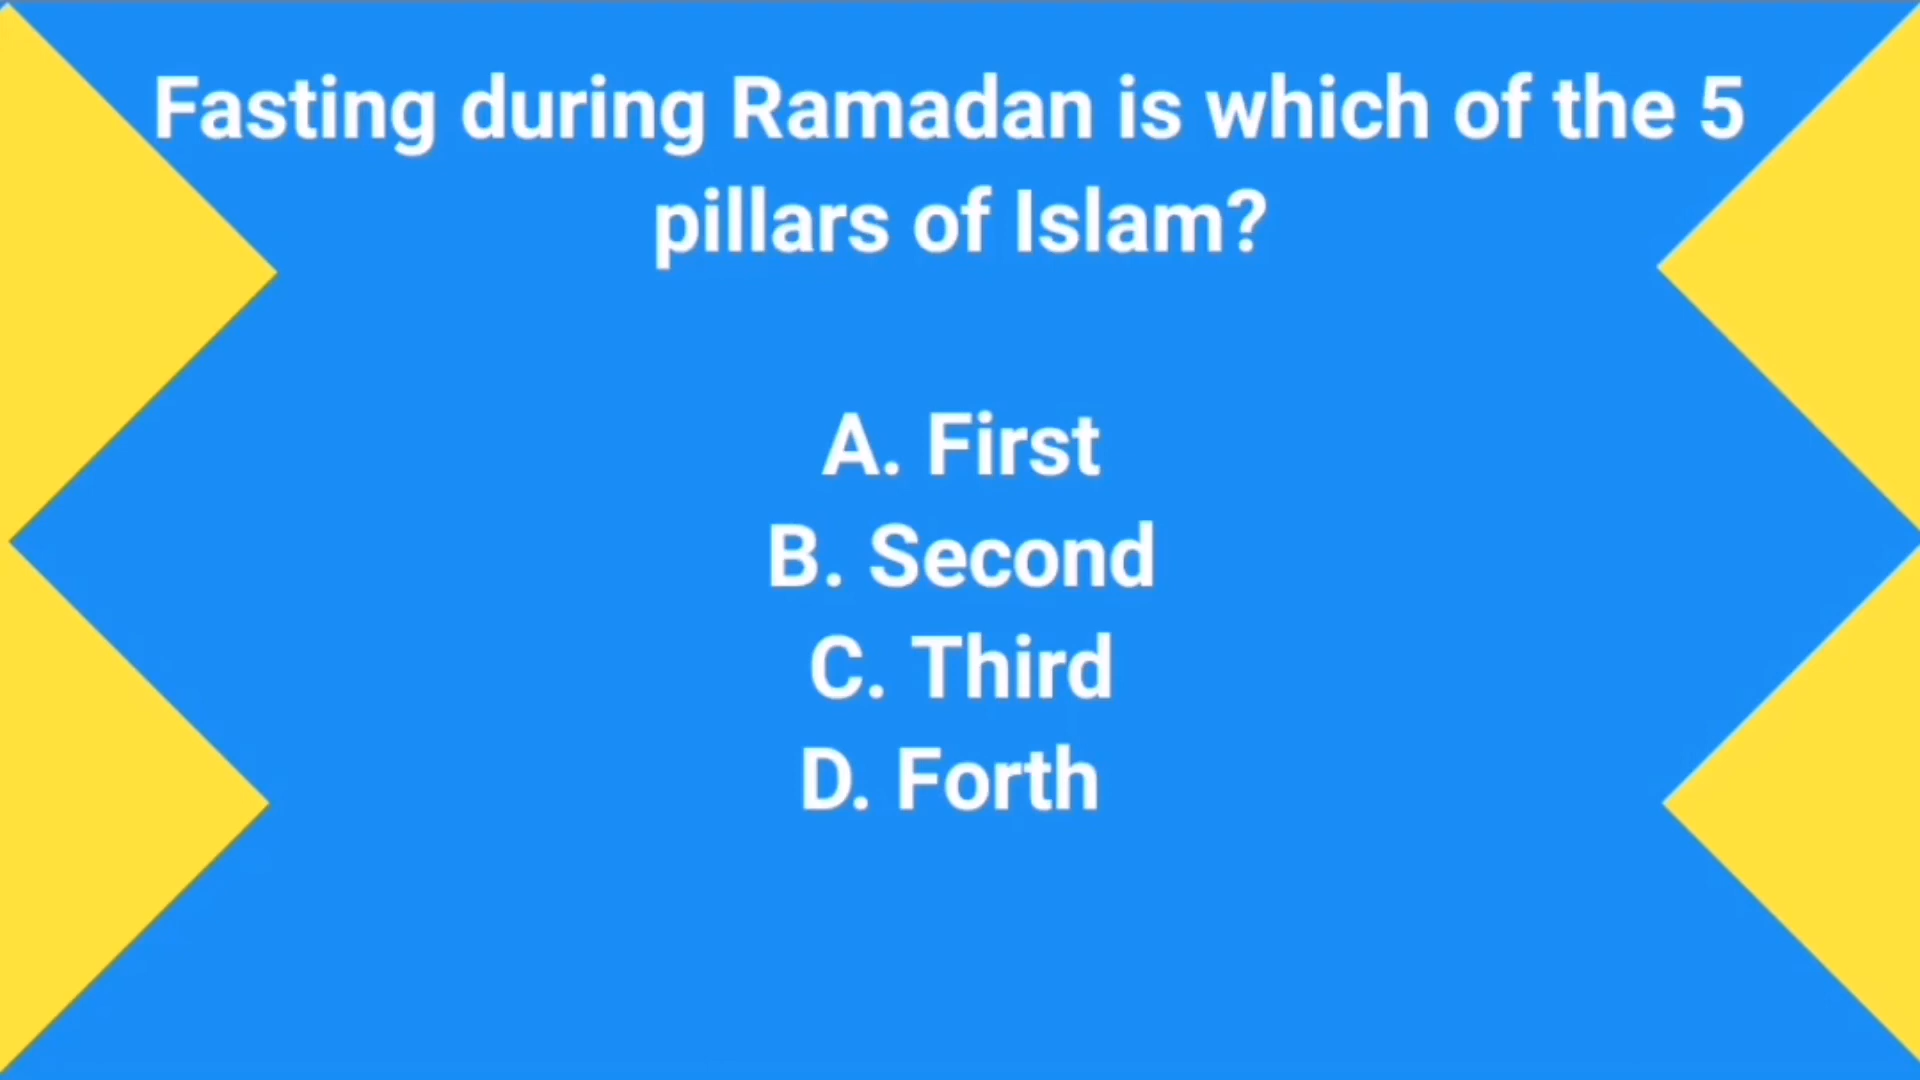 Fasting during Ramadan is which of the 5
pillars of Islam?
A. First
B. Second
C. Third
D. Forth